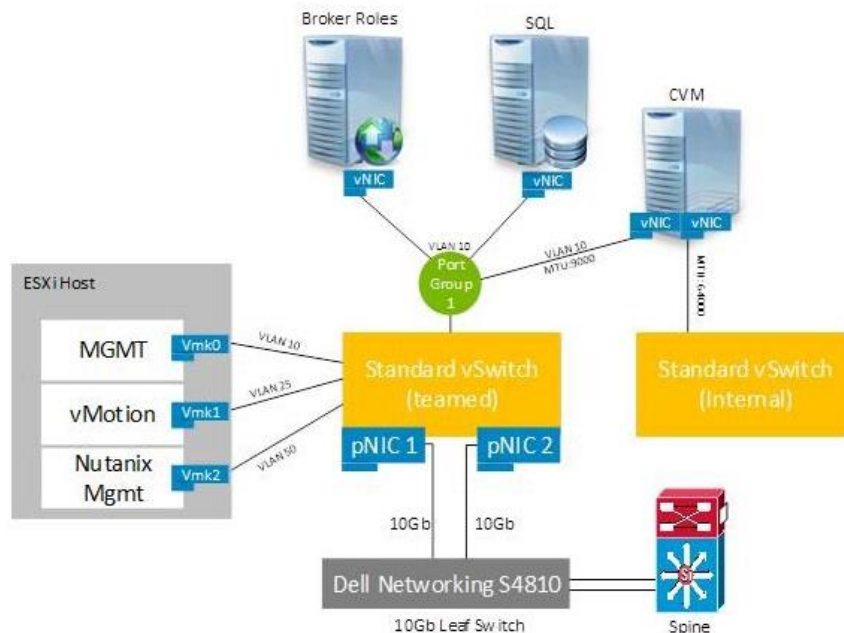 Broker Roles
SQL
CVM
vNIC
vNIC
vNIC
vNIC
VLAN 10
VLAN 10
MTU:9000
MTU: 64000
Port
Group
1
ESXi Host
MGMT
Vmk0
VLAN 10
vMotion
Vmk1
VLAN 25
Nutanix
Mgmt
Vmk2
VLAN 50
Standard vSwitch
(teamed)
Standard vSwitch
(Internal)
pNIC 1
pNIC 2
10Gb
10Gb
Dell Networking S4810
10Gb Leaf Switch
Si
Spine